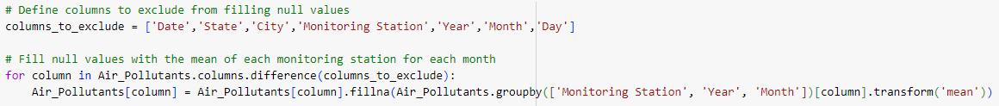 # Define columns to exclude from filling null values
columns_to_exclude = ['Date','State','City','Monitoring Station','Year','Month','Day']
# Fill null values with the mean of each monitoring station for each month
for column in Air_Pollutants.columns.difference(columns_to_exclude):
    Air_Pollutants[column] = Air_Pollutants[column].fillna(Air_Pollutants.groupby(['Monitoring Station', 'Year', 'Month'])[column].transform('mean'))